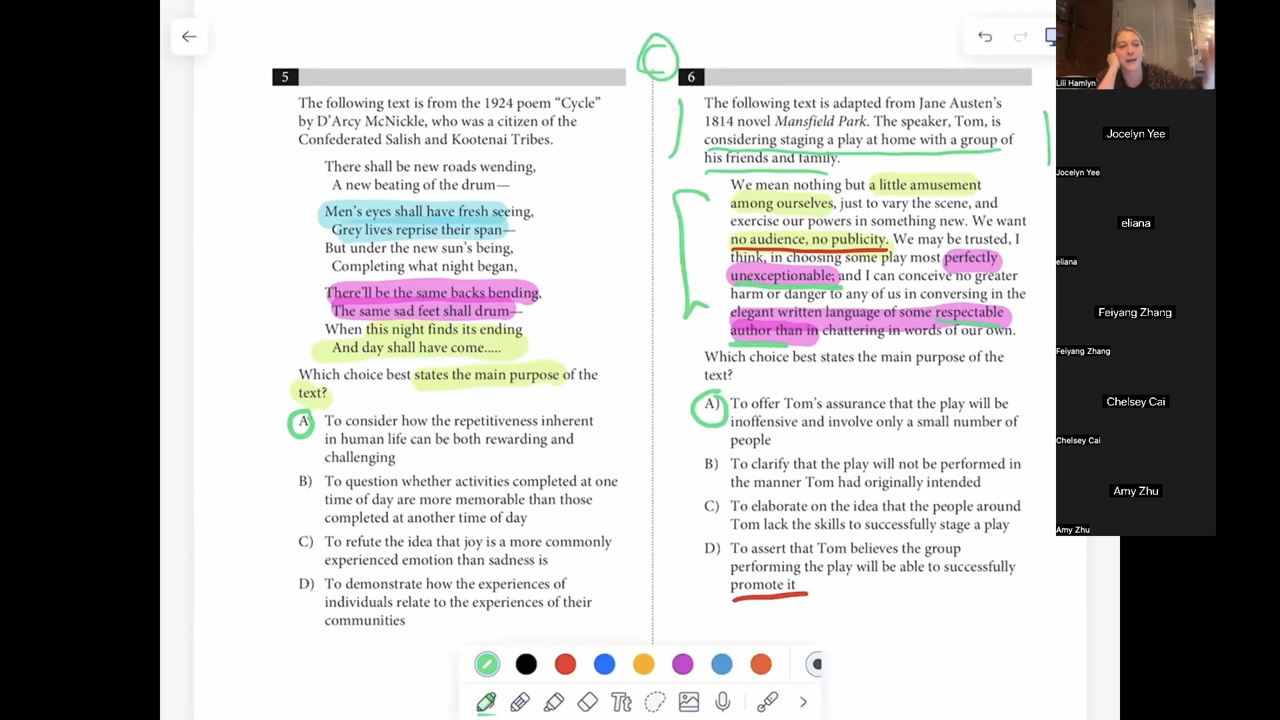 C
5
The following text is from the 1924 poem “Cycle”
by D’Arcy McNickle, who was a citizen of the
Confederated Salish and Kootenai Tribes.
There shall be new roads wending,
A new beating of the drum—
Men’s eyes shall have fresh seeing,
Grey lives reprise their span—
But under the new sun’s being,
Completing what night began,
There’ll be the same backs bending,
The same sad feet shall drum—
When this night finds its ending
And day shall have come.....
Which choice best states the main purpose of the
text?
A) To consider how the repetitiveness inherent
in human life can be both rewarding and
challenging
B) To question whether activities completed at one
time of day are more memorable than those
completed at another time of day
C) To refute the idea that joy is a more commonly
experienced emotion than sadness is
D) To demonstrate how the experiences of
individuals relate to the experiences of their
communities
6
The following text is adapted from Jane Austen’s
1814 novel Mansfield Park. The speaker, Tom, is
considering staging a play at home with a group of
his friends and family.
We mean nothing but a little amusement
among ourselves, just to vary the scene, and
exercise our powers in something new. We want
no audience, no publicity. We may be trusted, I
think, in choosing some play most perfectly
unexceptionable; and I can conceive no greater
harm or danger to any of us in conversing in the
elegant written language of some respectable
author than in chattering in words of our own.
Which choice best states the main purpose of the
text?
A) To offer Tom’s assurance that the play will be
inoffensive and involve only a small number of
people
B) To clarify that the play will not be performed in
the manner Tom had originally intended
C) To elaborate on the idea that the people around
Tom lack the skills to successfully stage a play
D) To assert that Tom believes the group
performing the play will be able to successfully
promote it
Tt
Lili Hamlyn
Jocelyn Yee
Jocelyn Yee
eliana
eliana
Feiyang Zhang
Feiyang Zhang
Chelsey Cai
Chelsey Cai
Amy Zhu
Amy Zhu